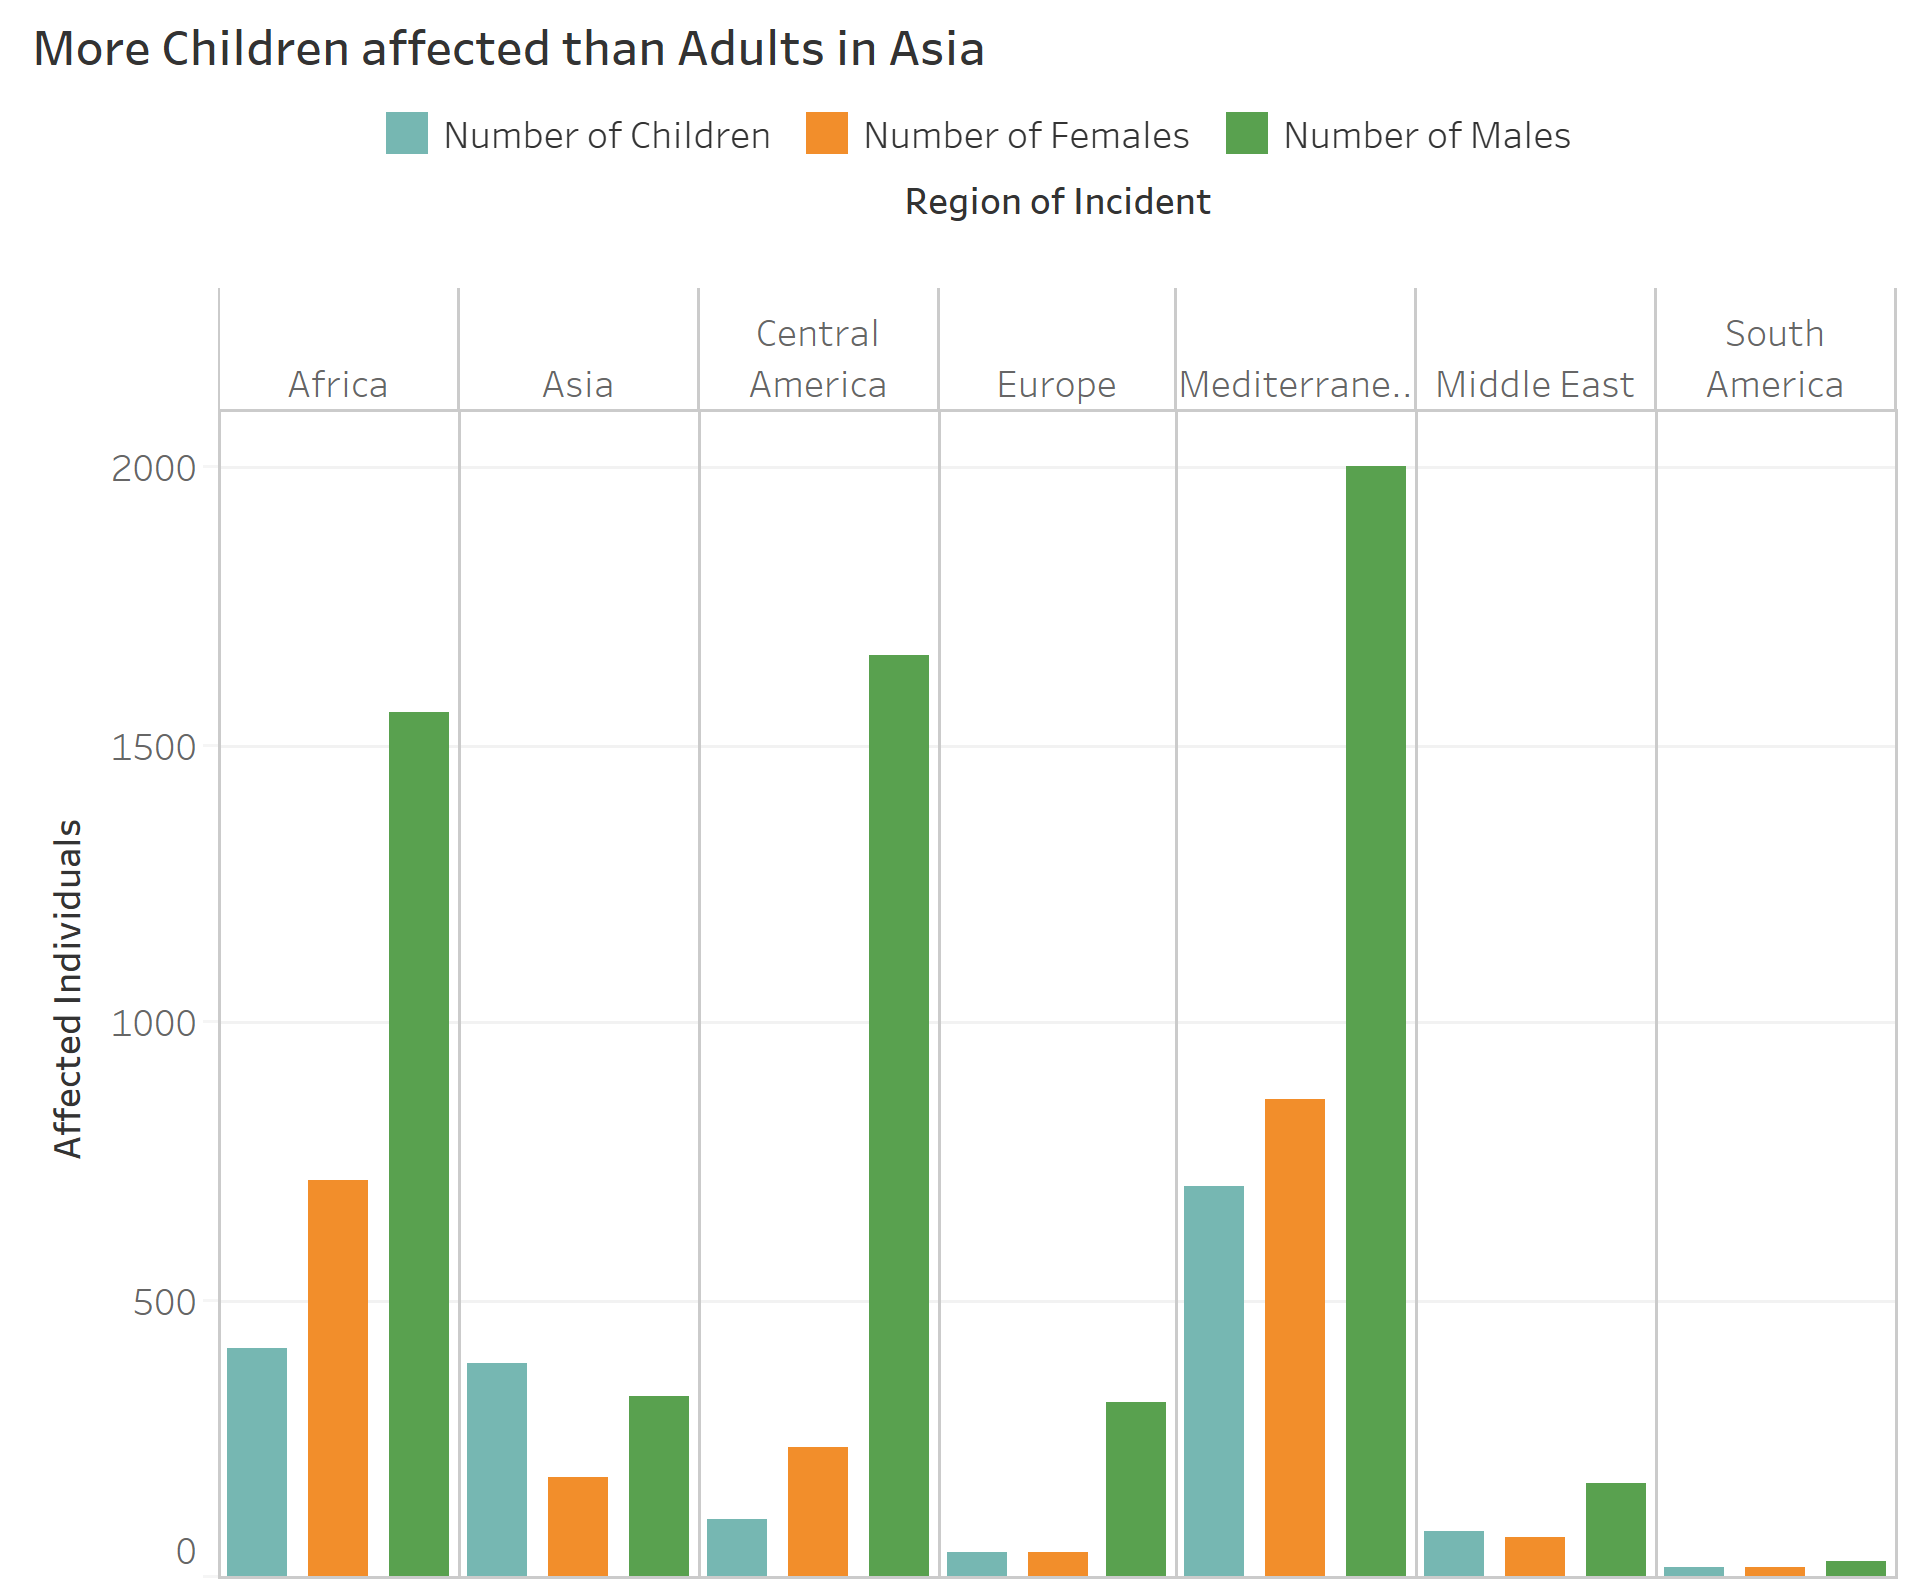 More Children affected than Adults in Asia
Number of Children Number of Females Number of Males
Region of Incident
Africa
Asia
Central
America
Europe
Mediterrane..
Middle East
South
America
2000
1500
1000
500
0
Affected Individuals